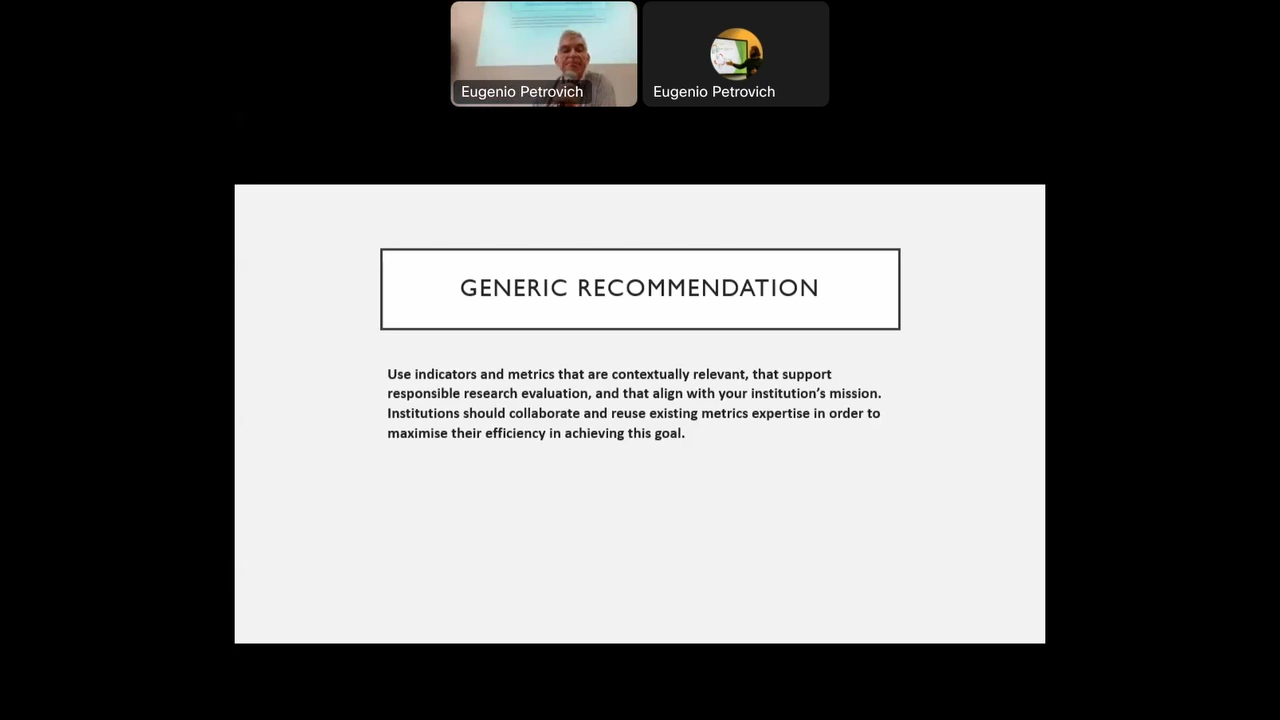 Eugenio Petrovich
Eugenio Petrovich
GENERIC RECOMMENDATION
Use indicators and metrics that are contextually relevant, that support
responsible research evaluation, and that align with your institution’s mission.
Institutions should collaborate and reuse existing metrics expertise in order to
maximise their efficiency in achieving this goal.